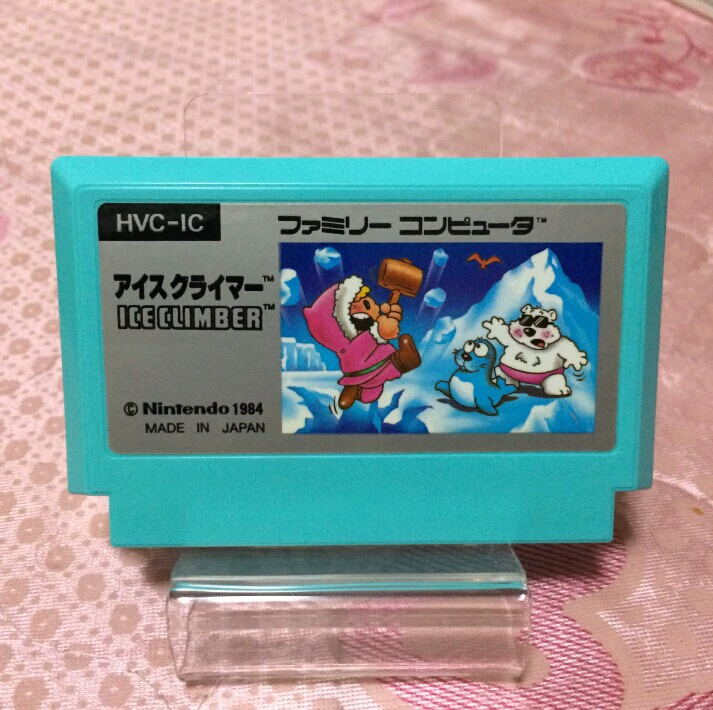 HVC-IC
ファミリー コンピュータ™
アイスクライマー™
ICE CLIMBER™
© Nintendo 1984
MADE IN JAPAN